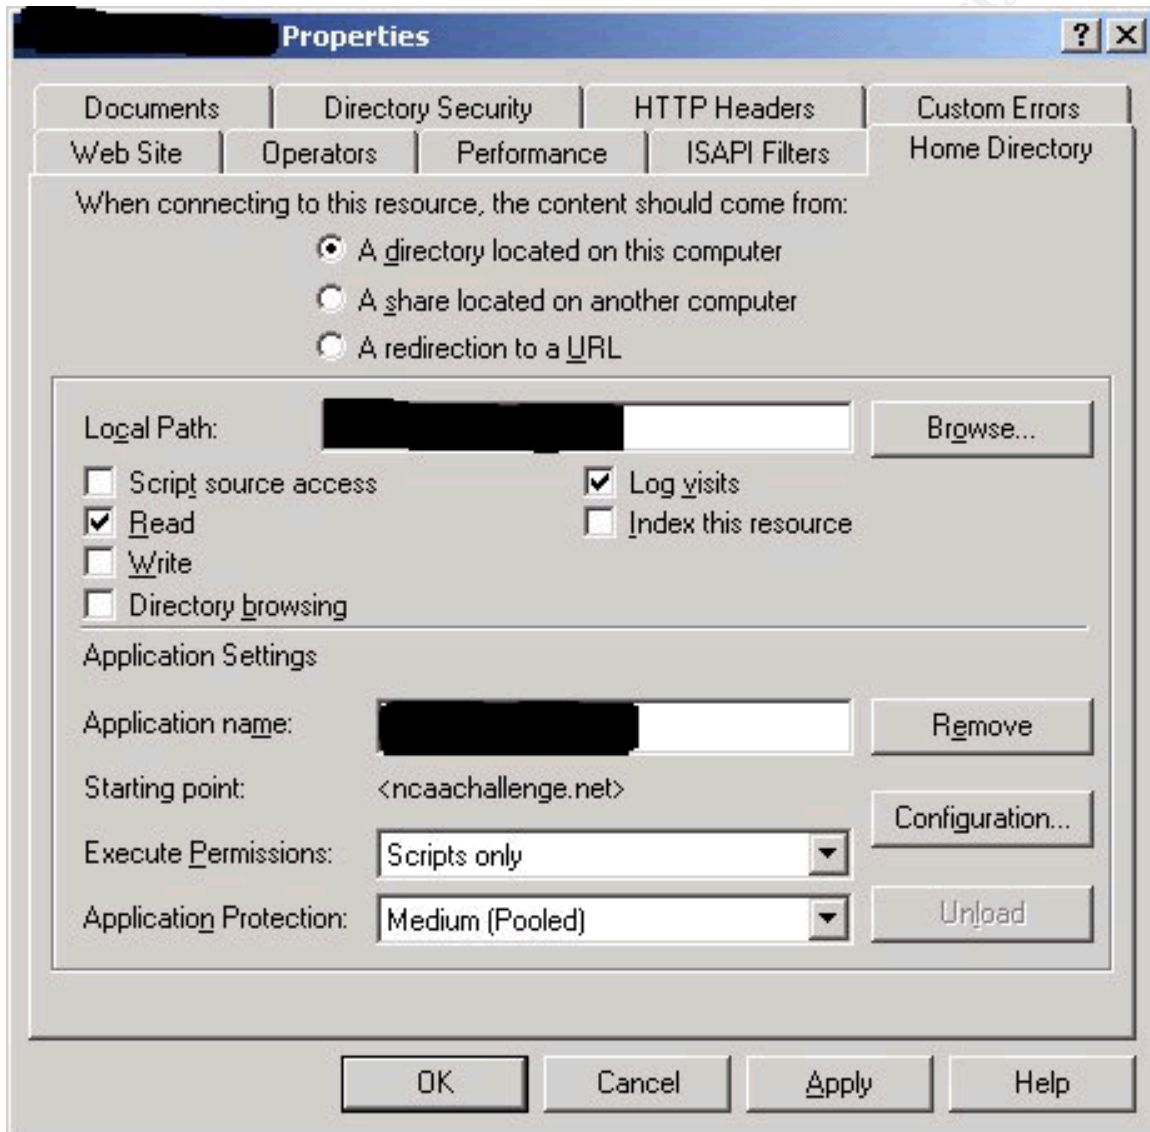 Properties
Documents Directory Security HTTP Headers Custom Errors
Web Site Operators Performance ISAPI Filters Home Directory
When connecting to this resource, the content should come from:
A directory located on this computer
A share located on another computer
A redirection to a URL
Local Path: Browse...
Script source access Log visits
Read Index this resource
Write
Directory browsing
Application Settings
Application name: Remove
Starting point: <ncaachallenge.net>
Configuration...
Execute Permissions: Scripts only
Application Protection: Medium (Pooled) Unload
OK Cancel Apply Help